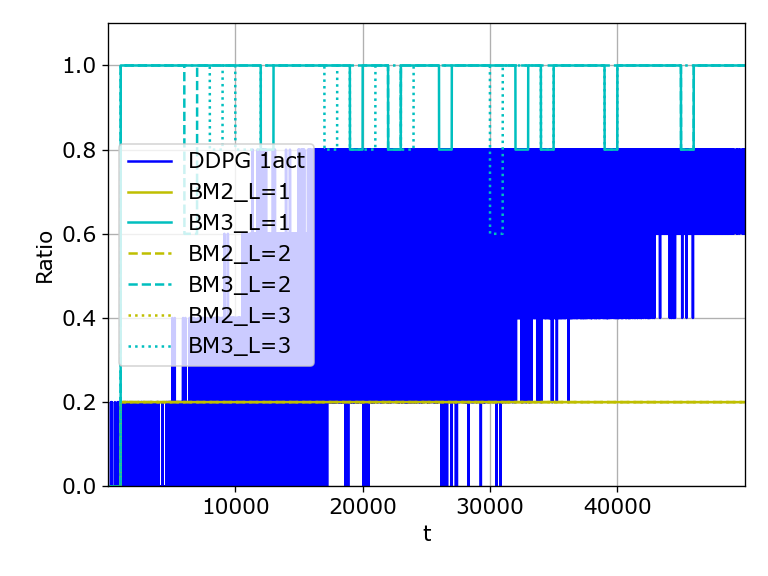 1.0
0.8
0.6
0.4
0.2
0.0
Ratio
DDPG 1act
BM2_L=1
BM3_L=1
BM2_L=2
BM3_L=2
BM2_L=3
BM3_L=3
10000 20000 30000 40000
t